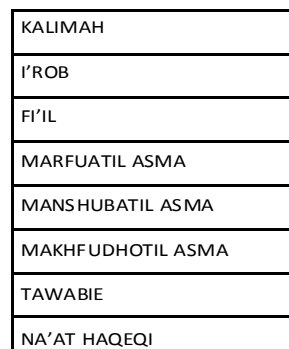 KALIMAH
I’ROB
FI’IL
MARFUATIL ASMA
MANSHUBATIL ASMA
MAKHFUDHOTIL ASMA
TAWABIE
NA’AT HAQEQI